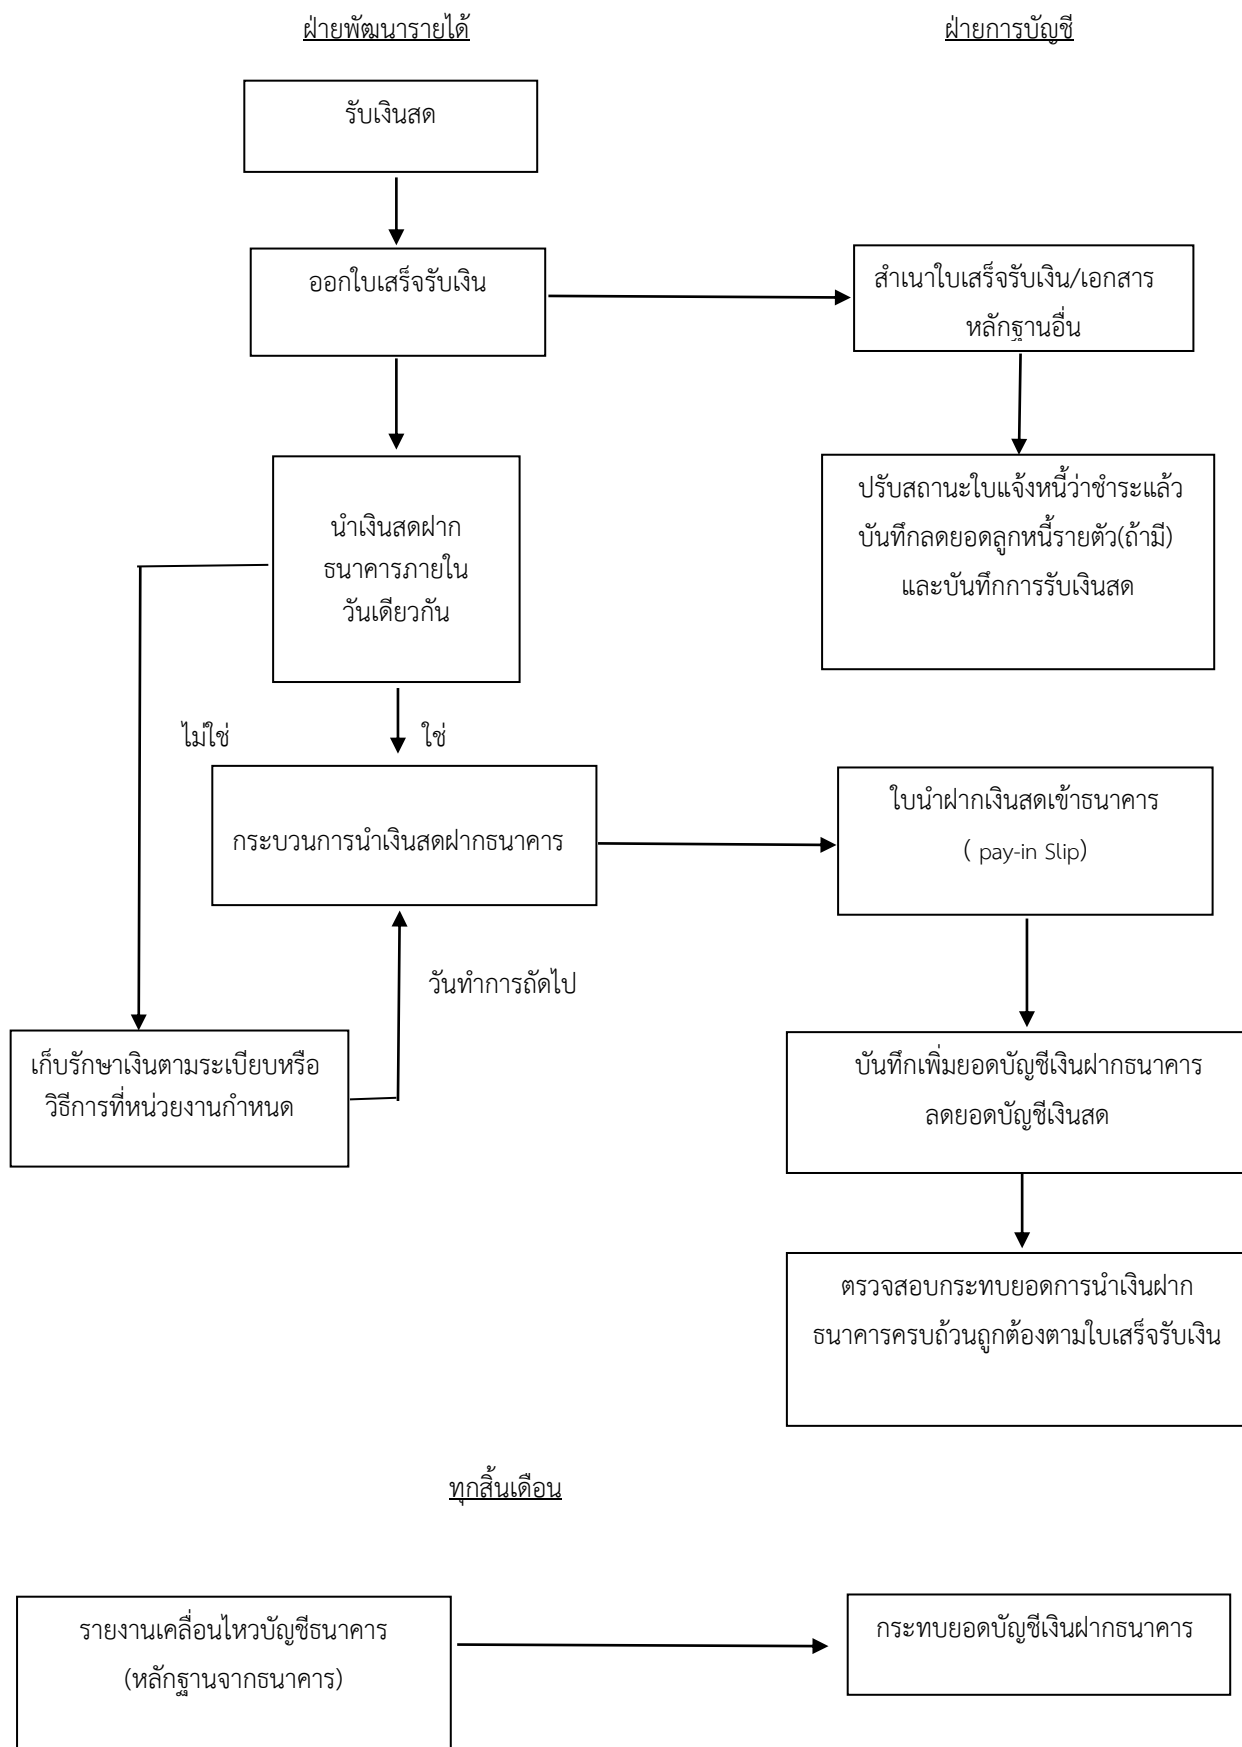 ฝ่ายพัฒนารายได้
ฝ่ายการบัญชี
รับเงินสด
ออกใบเสร็จรับเงิน
สำเนาใบเสร็จรับเงิน/เอกสาร
หลักฐานอื่น
นำเงินสดฝาก
ธนาคารภายใน
วันเดียวกัน
ปรับสถานะใบแจ้งหนี้ว่าชำระแล้ว
บันทึกลดยอดลูกหนี้รายตัว(ถ้ามี)
และบันทึกการรับเงินสด
ไม่ใช่
ใช่
กระบวนการนำเงินสดฝากธนาคาร
ใบนำฝากเงินสดเข้าธนาคาร
( pay-in Slip)
วันทำการถัดไป
เก็บรักษาเงินตามระเบียบหรือ
วิธีการที่หน่วยงานกำหนด
บันทึกเพิ่มยอดบัญชีเงินฝากธนาคาร
ลดยอดบัญชีเงินสด
ตรวจสอบกระทบยอดการนำเงินฝาก
ธนาคารครบถ้วนถูกต้องตามใบเสร็จรับเงิน
ทุกสิ้นเดือน
รายงานเคลื่อนไหวบัญชีธนาคาร
(หลักฐานจากธนาคาร)
กระทบยอดบัญชีเงินฝากธนาคาร